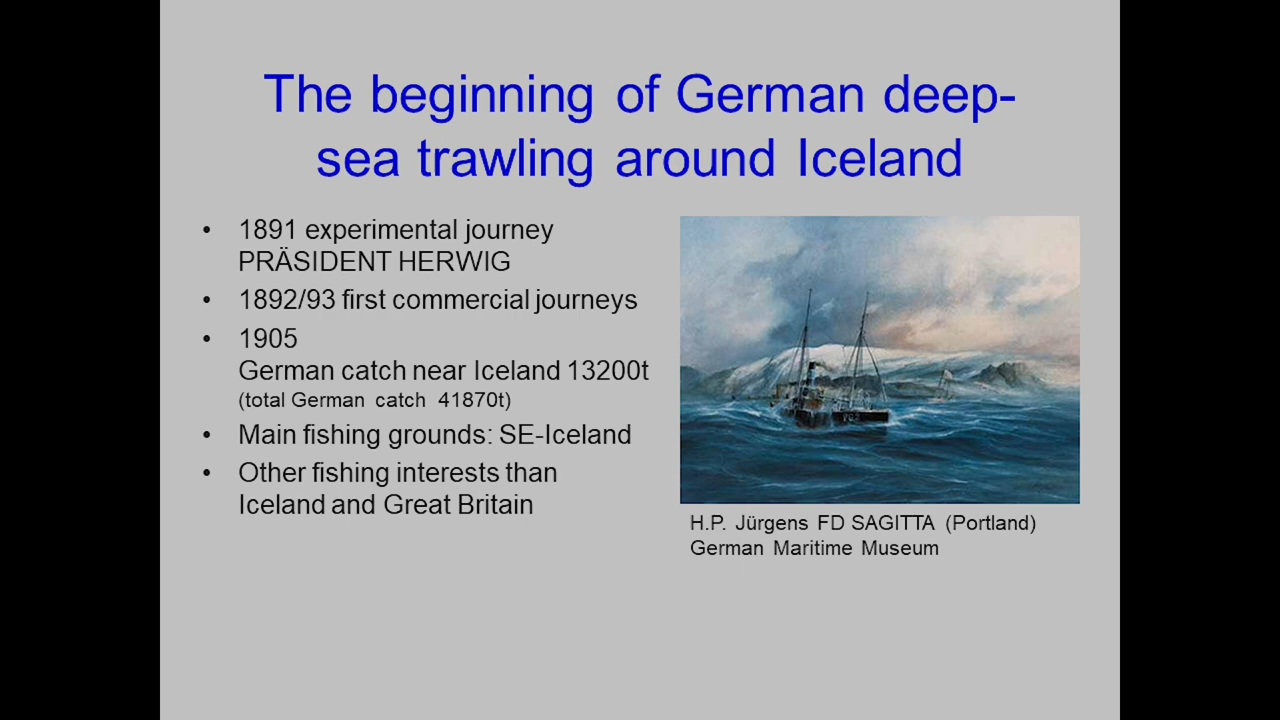 The beginning of German deep-
sea trawling around Iceland
• 1891 experimental journey
PRÄSIDENT HERWIG
• 1892/93 first commercial journeys
• 1905
German catch near Iceland 13200t
(total German catch 41870t)
• Main fishing grounds: SE-Iceland
• Other fishing interests than
Iceland and Great Britain
H.P. Jürgens FD SAGITTA (Portland)
German Maritime Museum